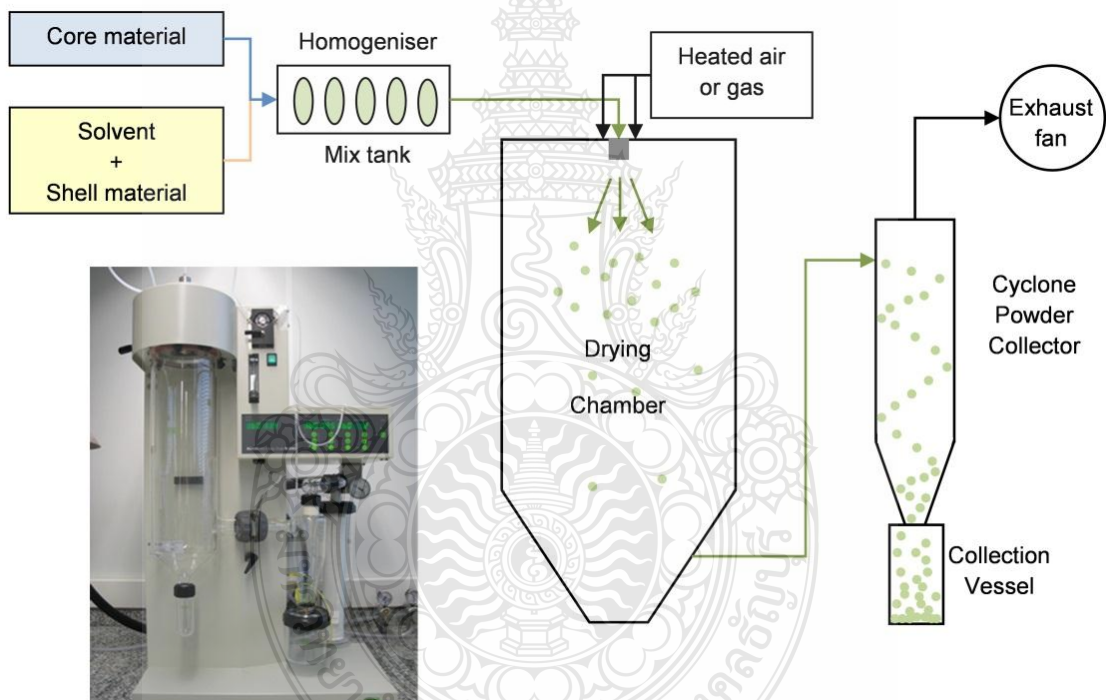 Core material
Homogeniser
Heated air
or gas
Solvent
+
Shell material
Mix tank
Exhaust
fan
Drying
Chamber
Cyclone
Powder
Collector
Collection
Vessel